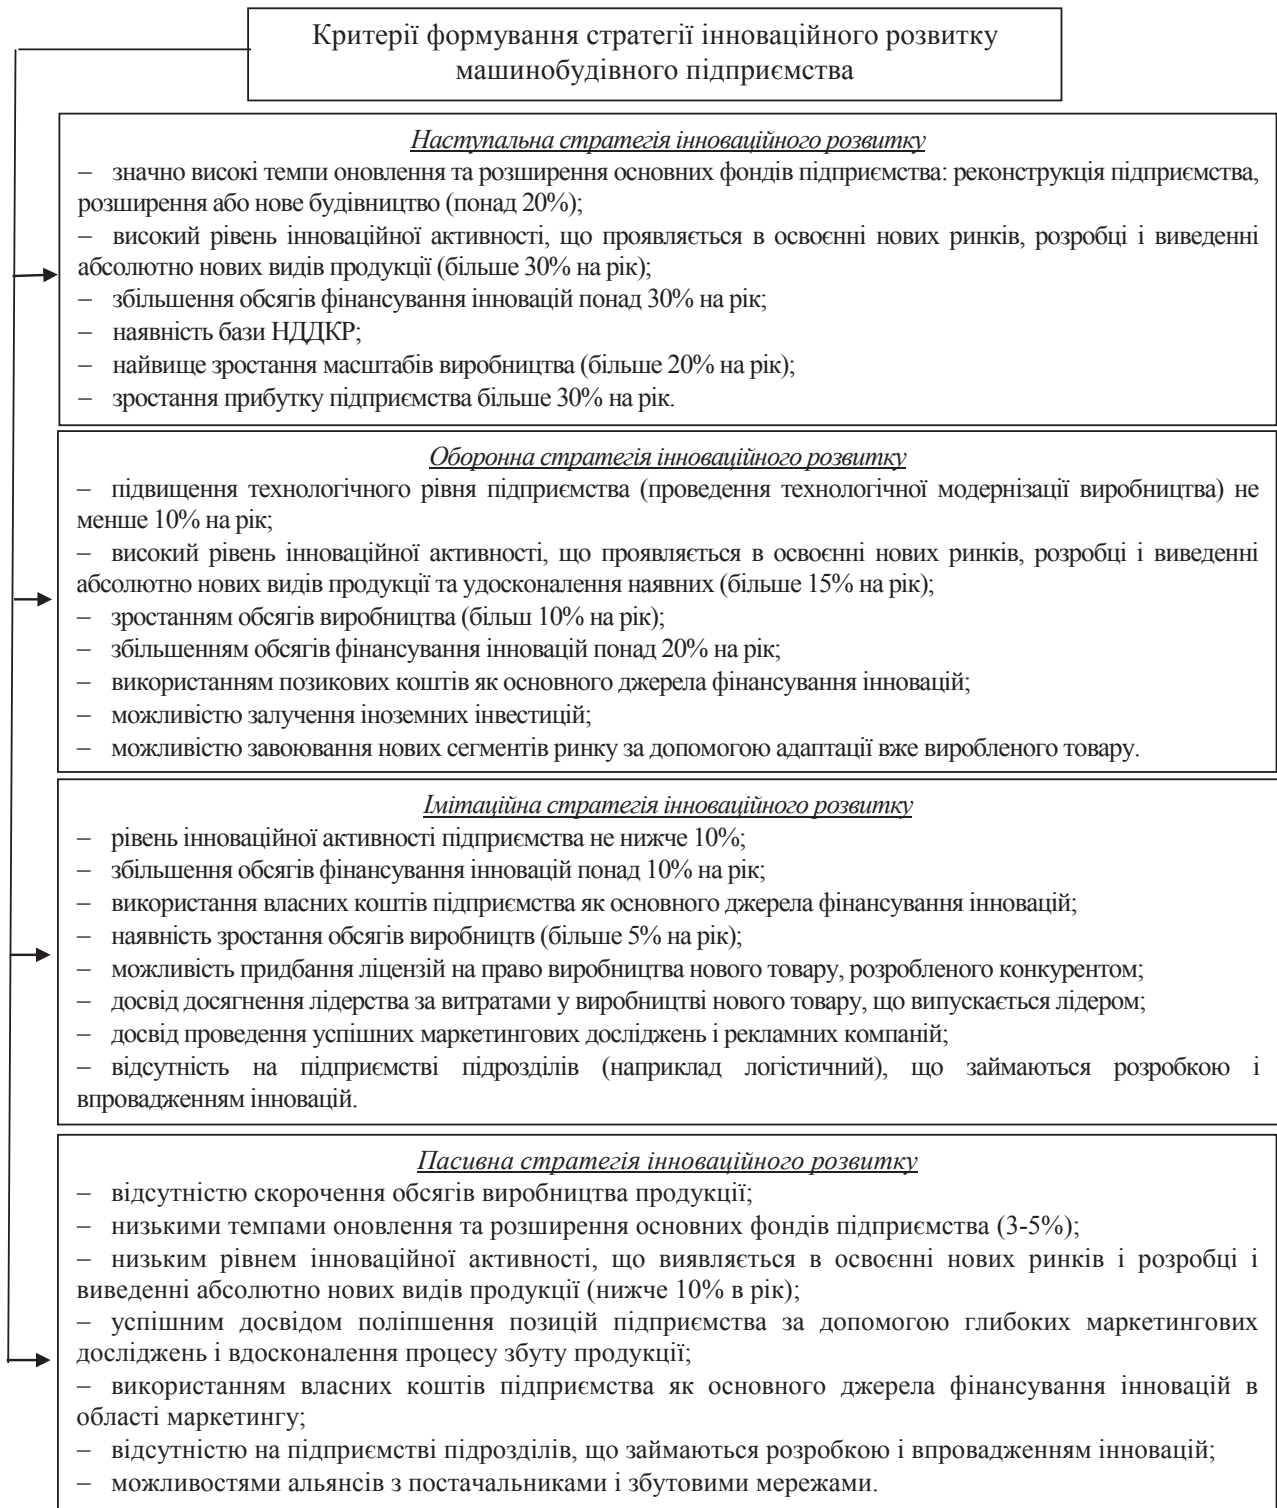 Критерії формування стратегії інноваційного розвитку
машинобудівного підприємства
Наступальна стратегія інноваційного розвитку
– значно високі темпи оновлення та розширення основних фондів підприємства: реконструкція підприємства,
розширення або нове будівництво (понад 20%);
– високий рівень інноваційної активності, що проявляється в освоєнні нових ринків, розробці і виведенні
абсолютно нових видів продукції (більше 30% на рік);
– збільшення обсягів фінансування інновацій понад 30% на рік;
– наявність бази НДДКР;
– найвище зростання масштабів виробництва (більше 20% на рік);
– зростання прибутку підприємства більше 30% на рік.
Оборонна стратегія інноваційного розвитку
– підвищення технологічного рівня підприємства (проведення технологічної модернізації виробництва) не
менше 10% на рік;
– високий рівень інноваційної активності, що проявляється в освоєнні нових ринків, розробці і виведенні
абсолютно нових видів продукції та удосконалення наявних (більше 15% на рік);
– зростанням обсягів виробництва (більш 10% на рік);
– збільшенням обсягів фінансування інновацій понад 20% на рік;
– використанням позикових коштів як основного джерела фінансування інновацій;
– можливістю залучення іноземних інвестицій;
– можливістю завоювання нових сегментів ринку за допомогою адаптації вже виробленого товару.
Імітаційна стратегія інноваційного розвитку
– рівень інноваційної активності підприємства не нижче 10%;
– збільшення обсягів фінансування інновацій понад 10% на рік;
– використання власних коштів підприємства як основного джерела фінансування інновацій;
– наявність зростання обсягів виробництв (більше 5% на рік);
– можливість придбання ліцензій на право виробництва нового товару, розробленого конкурентом;
– досвід досягнення лідерства за витратами у виробництві нового товару, що випускається лідером;
– досвід проведення успішних маркетингових досліджень і рекламних компаній;
– відсутність на підприємстві підрозділів (наприклад логістичний), що займаються розробкою і
впровадженням інновацій.
Пасивна стратегія інноваційного розвитку
– відсутністю скорочення обсягів виробництва продукції;
– низькими темпами оновлення та розширення основних фондів підприємства (3-5%);
– низьким рівнем інноваційної активності, що виявляється в освоєнні нових ринків і розробці і
виведенні абсолютно нових видів продукції (нижче 10% в рік);
– успішним досвідом поліпшення позицій підприємства за допомогою глибоких маркетингових
досліджень і вдосконалення процесу збуту продукції;
– використанням власних коштів підприємства як основного джерела фінансування інновацій в
області маркетингу;
– відсутністю на підприємстві підрозділів, що займаються розробкою і впровадженням інновацій;
– можливостями альянсів з постачальниками і збутовими мережами.